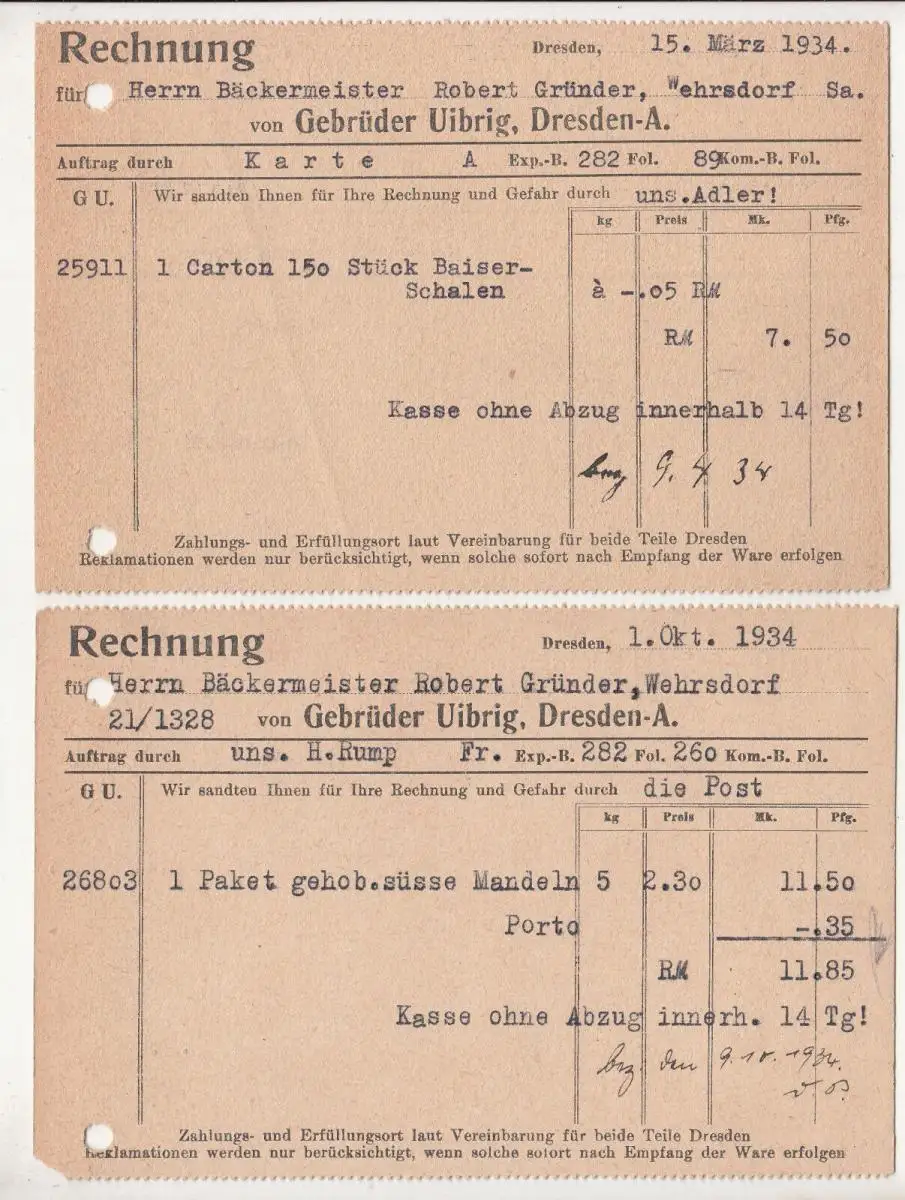 Rechnung Dresden, 15. März 1934.
für Herrn Bäckermeister Robert Gründer, Wehrsdorf Sa.
von Gebrüder Uibrig, Dresden-A.
Auftrag durch Karte A Exp.-B. 282 Fol. 89 Kom.-B. Fol.
G U. Wir sandten Ihnen für Ihre Rechnung und Gefahr durch uns.Adler!
kg Preis Mk. Pfg.
25911 1 Carton 150 Stück Baiser-
Schalen à -.05 RM
RM 7. 50
Kasse ohne Abzug innerhalb 14 Tg!
bez 9. 4 34
Zahlungs- und Erfüllungsort laut Vereinbarung für beide Teile Dresden
Reklamationen werden nur berücksichtigt, wenn solche sofort nach Empfang der Ware erfolgen
Rechnung Dresden, 1.Okt. 1934
für Herrn Bäckermeister Robert Gründer,Wehrsdorf
21/1328 von Gebrüder Uibrig, Dresden-A.
Auftrag durch uns. H.Rump Fr. Exp.-B. 282 Fol. 260 Kom.-B. Fol.
G U. Wir sandten Ihnen für Ihre Rechnung und Gefahr durch die Post
kg Preis Mk. Pfg.
26803 1 Paket gehob.süsse Mandeln 5 2.30 11.50
Porto -.35
RM 11.85
Kasse ohne Abzug innerh. 14 Tg!
bez. den 9.10.1934.
Zahlungs- und Erfüllungsort laut Vereinbarung für beide Teile Dresden
Reklamationen werden nur berücksichtigt, wenn solche sofort nach Empfang der Ware erfolgen